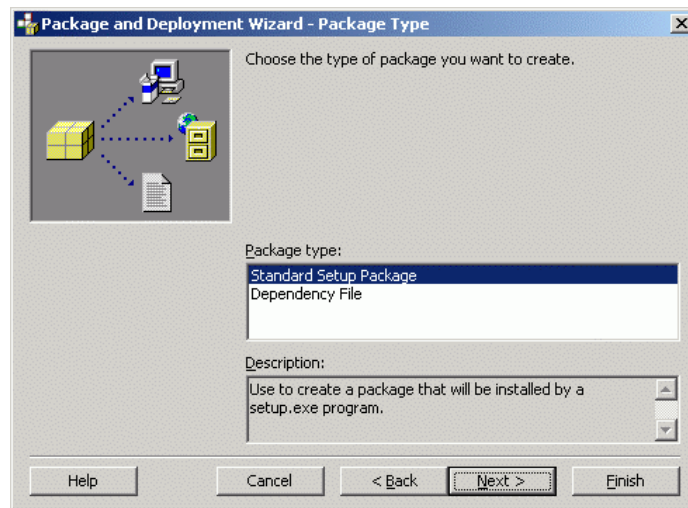 Package and Deployment Wizard - Package Type
Choose the type of package you want to create.
Package type:
Standard Setup Package
Dependency File
Description:
Use to create a package that will be installed by a
setup.exe program.
Help
Cancel
< Back
Next >
Finish